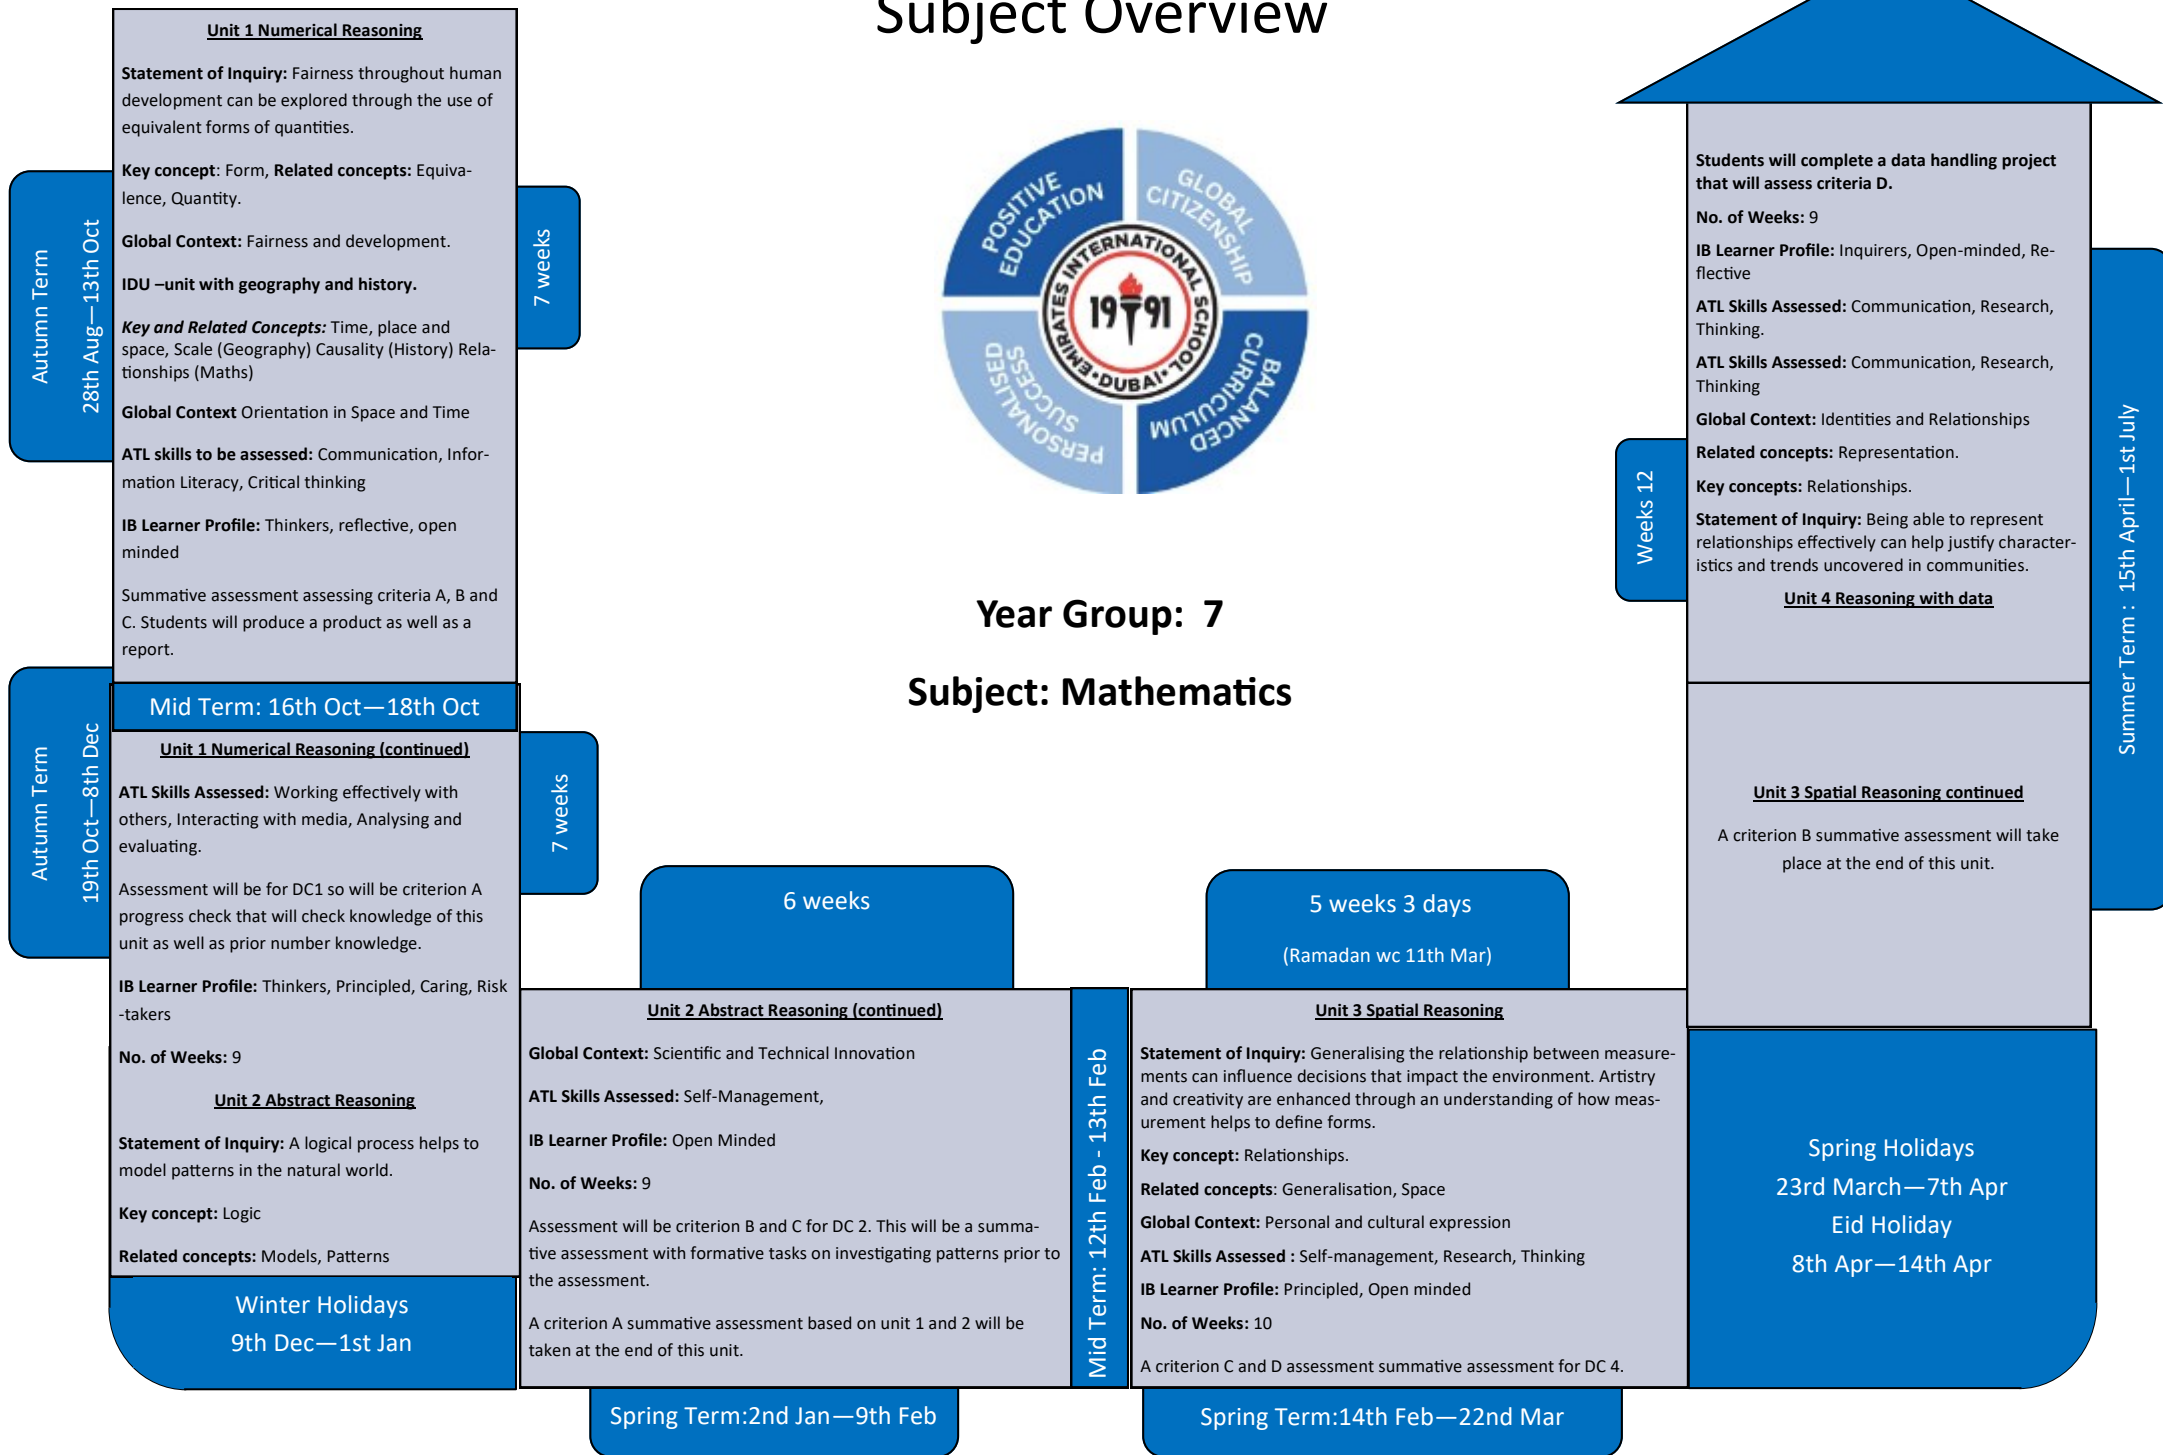 Subject Overview
Unit 1 Numerical Reasoning
Statement of Inquiry: Fairness throughout human
development can be explored through the use of
equivalent forms of quantities.
Key concept: Form, Related concepts: Equiva-
lence, Quantity.
Global Context: Fairness and development.
IDU –unit with geography and history.
Key and Related Concepts: Time, place and
space, Scale (Geography) Causality (History) Rela-
tionships (Maths)
Global Context Orientation in Space and Time
ATL skills to be assessed: Communication, Infor-
mation Literacy, Critical thinking
IB Learner Profile: Thinkers, reflective, open
minded
Summative assessment assessing criteria A, B and
C. Students will produce a product as well as a
report.
Autumn Term
28th Aug—13th Oct
7 weeks
Mid Term: 16th Oct—18th Oct
Unit 1 Numerical Reasoning (continued)
ATL Skills Assessed: Working effectively with
others, Interacting with media, Analysing and
evaluating.
Assessment will be for DC1 so will be criterion A
progress check that will check knowledge of this
unit as well as prior number knowledge.
IB Learner Profile: Thinkers, Principled, Caring, Risk
-takers
No. of Weeks: 9
Unit 2 Abstract Reasoning
Statement of Inquiry: A logical process helps to
model patterns in the natural world.
Key concept: Logic
Related concepts: Models, Patterns
Autumn Term
19th Oct—8th Dec
7 weeks
Winter Holidays
9th Dec—1st Jan
POSITIVE
EDUCATION
GLOBAL
CITIZENSHIP
PERSONALISED
SUCCESS
BALANCED
CURRICULUM
EMIRATES INTERNATIONAL SCHOOL
•DUBAI•
19 91
Year Group:  7
Subject: Mathematics
6 weeks
Unit 2 Abstract Reasoning (continued)
Global Context: Scientific and Technical Innovation
ATL Skills Assessed: Self-Management,
IB Learner Profile: Open Minded
No. of Weeks: 9
Assessment will be criterion B and C for DC 2. This will be a summa-
tive assessment with formative tasks on investigating patterns prior to
the assessment.
A criterion A summative assessment based on unit 1 and 2 will be
taken at the end of this unit.
Spring Term:2nd Jan—9th Feb
Mid Term: 12th Feb - 13th Feb
5 weeks 3 days
(Ramadan wc 11th Mar)
Unit 3 Spatial Reasoning
Statement of Inquiry: Generalising the relationship between measure-
ments can influence decisions that impact the environment. Artistry
and creativity are enhanced through an understanding of how meas-
urement helps to define forms.
Key concept: Relationships.
Related concepts: Generalisation, Space
Global Context: Personal and cultural expression
ATL Skills Assessed : Self-management, Research, Thinking
IB Learner Profile: Principled, Open minded
No. of Weeks: 10
A criterion C and D assessment summative assessment for DC 4.
Spring Term:14th Feb—22nd Mar
Spring Holidays
23rd March—7th Apr
Eid Holiday
8th Apr—14th Apr
Students will complete a data handling project
that will assess criteria D.
No. of Weeks: 9
IB Learner Profile: Inquirers, Open-minded, Re-
flective
ATL Skills Assessed: Communication, Research,
Thinking.
ATL Skills Assessed: Communication, Research,
Thinking
Global Context: Identities and Relationships
Related concepts: Representation.
Key concepts: Relationships.
Statement of Inquiry: Being able to represent
relationships effectively can help justify character-
istics and trends uncovered in communities.
Unit 4 Reasoning with data
Weeks 12
Unit 3 Spatial Reasoning continued
A criterion B summative assessment will take
place at the end of this unit.
Summer Term : 15th April—1st July